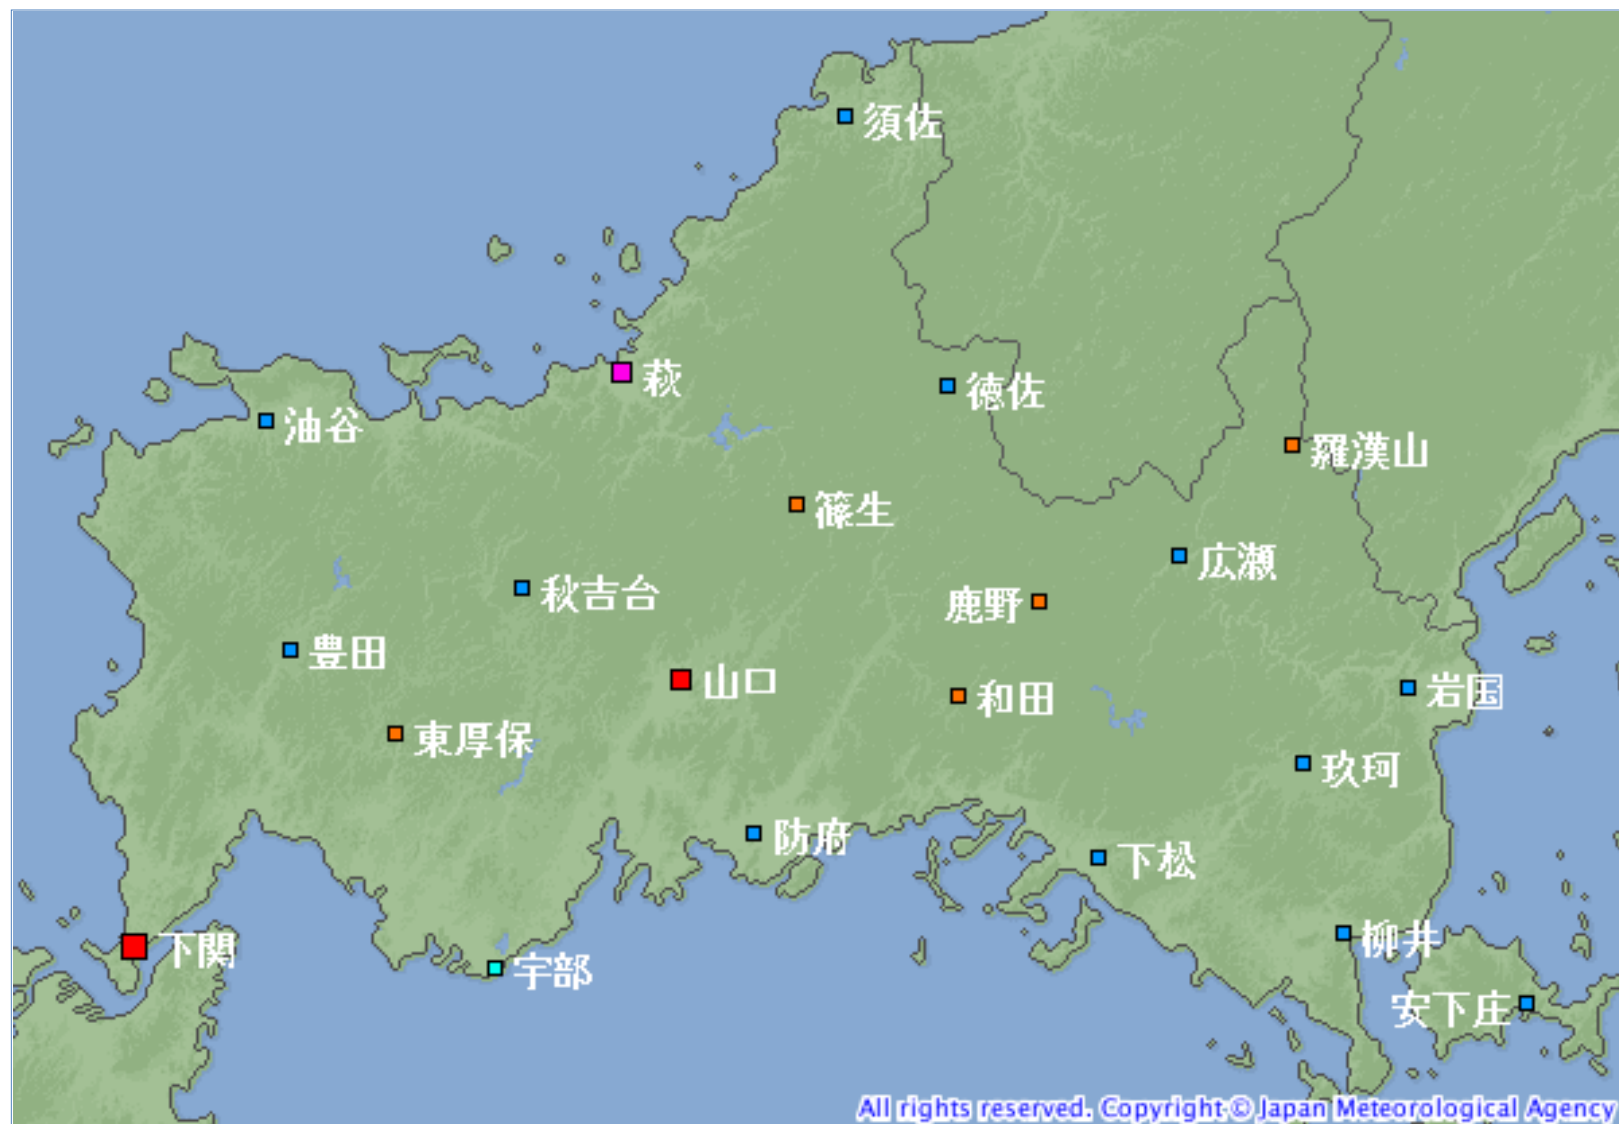 須佐
萩
徳佐
油谷
羅漢山
篠生
広瀬
秋吉台
鹿野
豊田
山口
和田
岩国
東厚保
玖珂
防府
下松
柳井
下関
宇部
安下庄
All rights reserved. Copyright © Japan Meteorological Agency